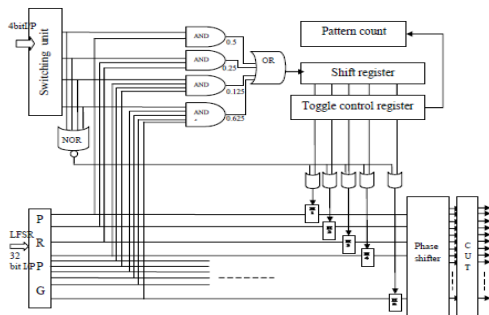 4bitI/P
Switching unit
AND
0.5
AND
0.25
AND
0.125
AND
0.625
OR
Pattern count
Shift register
Toggle control register
NOR
LFSR
32
bit I/P
P
R
P
G
Phase
shifter
C
U
T